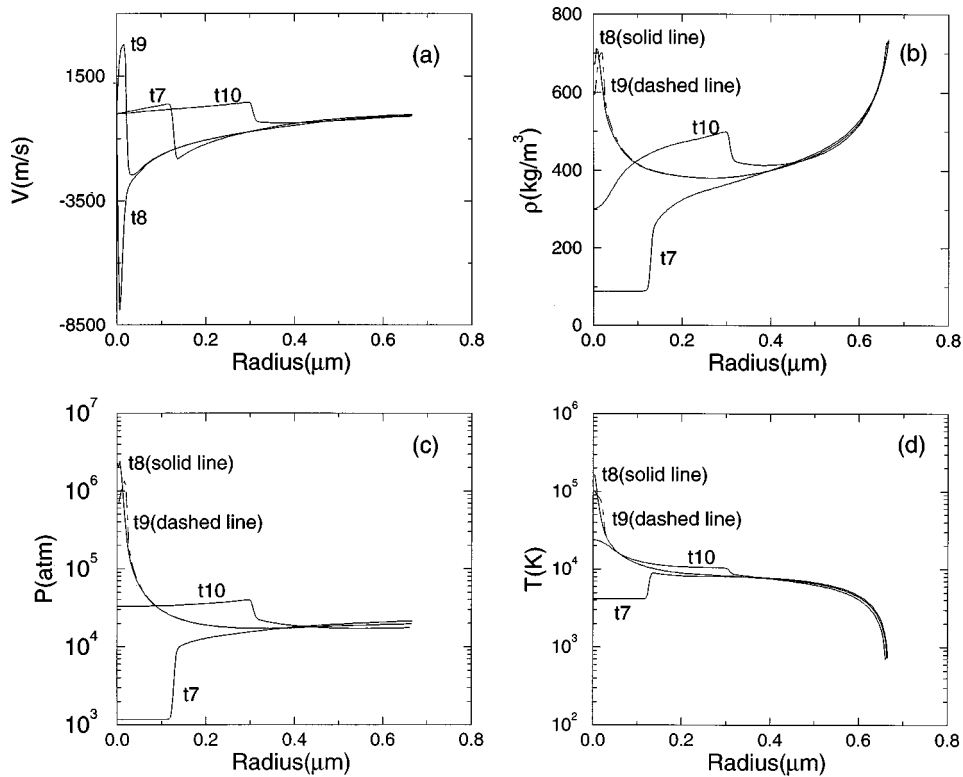 (a)
t9
1500
t7
t10
V(m/s)
-3500
t8
-8500
0.0 0.2 0.4 0.6 0.8
Radius(μm)
800
t8(solid line)
(b)
600
t9(dashed line)
t10
ρ(kg/m³)
400
200
t7
0
0.0 0.2 0.4 0.6 0.8
Radius(μm)
10⁷
(c)
t8(solid line)
10⁶
t9(dashed line)
P(atm)
10⁵
t10
10⁴
t7
10³
0.0 0.2 0.4 0.6 0.8
Radius(μm)
10⁶
(d)
t8(solid line)
10⁵
t9(dashed line)
T(K)
t10
10⁴
t7
10³
10²
0.0 0.2 0.4 0.6 0.8
Radius(μm)